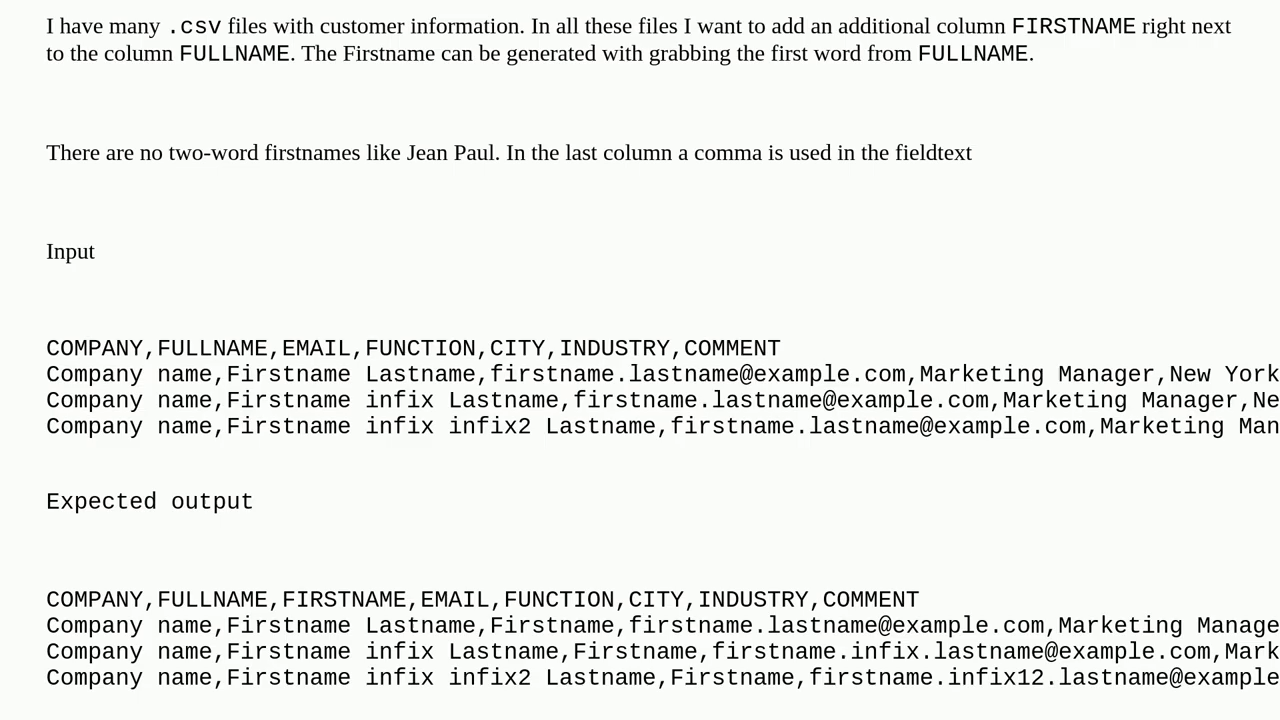 I have many .csv files with customer information. In all these files I want to add an additional column FIRSTNAME right next
to the column FULLNAME. The Firstname can be generated with grabbing the first word from FULLNAME.
There are no two-word firstnames like Jean Paul. In the last column a comma is used in the fieldtext
Input
COMPANY,FULLNAME,EMAIL,FUNCTION,CITY,INDUSTRY,COMMENT
Company name,Firstname Lastname,firstname.lastname@example.com,Marketing Manager,New York
Company name,Firstname infix Lastname,firstname.lastname@example.com,Marketing Manager,Ne
Company name,Firstname infix infix2 Lastname,firstname.lastname@example.com,Marketing Man
Expected output
COMPANY,FULLNAME,FIRSTNAME,EMAIL,FUNCTION,CITY,INDUSTRY,COMMENT
Company name,Firstname Lastname,Firstname,firstname.lastname@example.com,Marketing Manage
Company name,Firstname infix Lastname,Firstname,firstname.infix.lastname@example.com,Mark
Company name,Firstname infix infix2 Lastname,Firstname,firstname.infix12.lastname@example